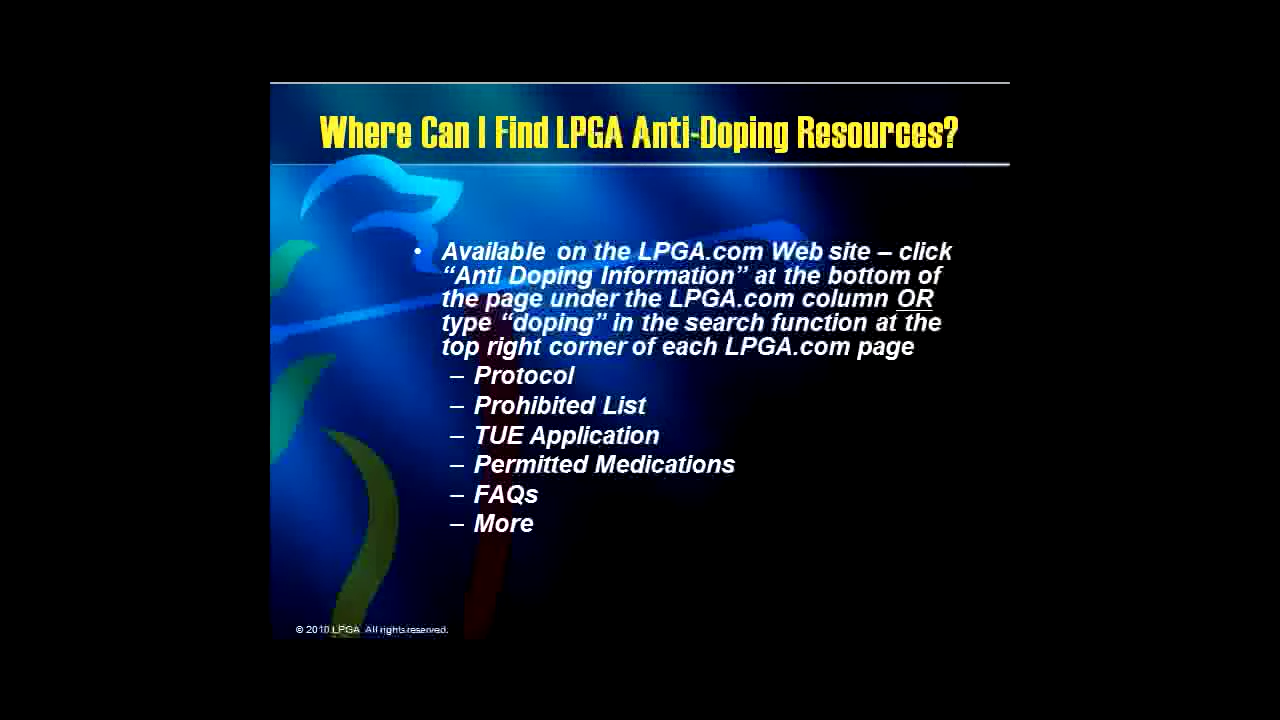 Where Can I Find LPGA Anti-Doping Resources?
• Available on the LPGA.com Web site – click
“Anti Doping Information” at the bottom of
the page under the LPGA.com column OR
type “doping” in the search function at the
top right corner of each LPGA.com page
– Protocol
– Prohibited List
– TUE Application
– Permitted Medications
– FAQs
– More
© 2010 LPGA. All rights reserved.